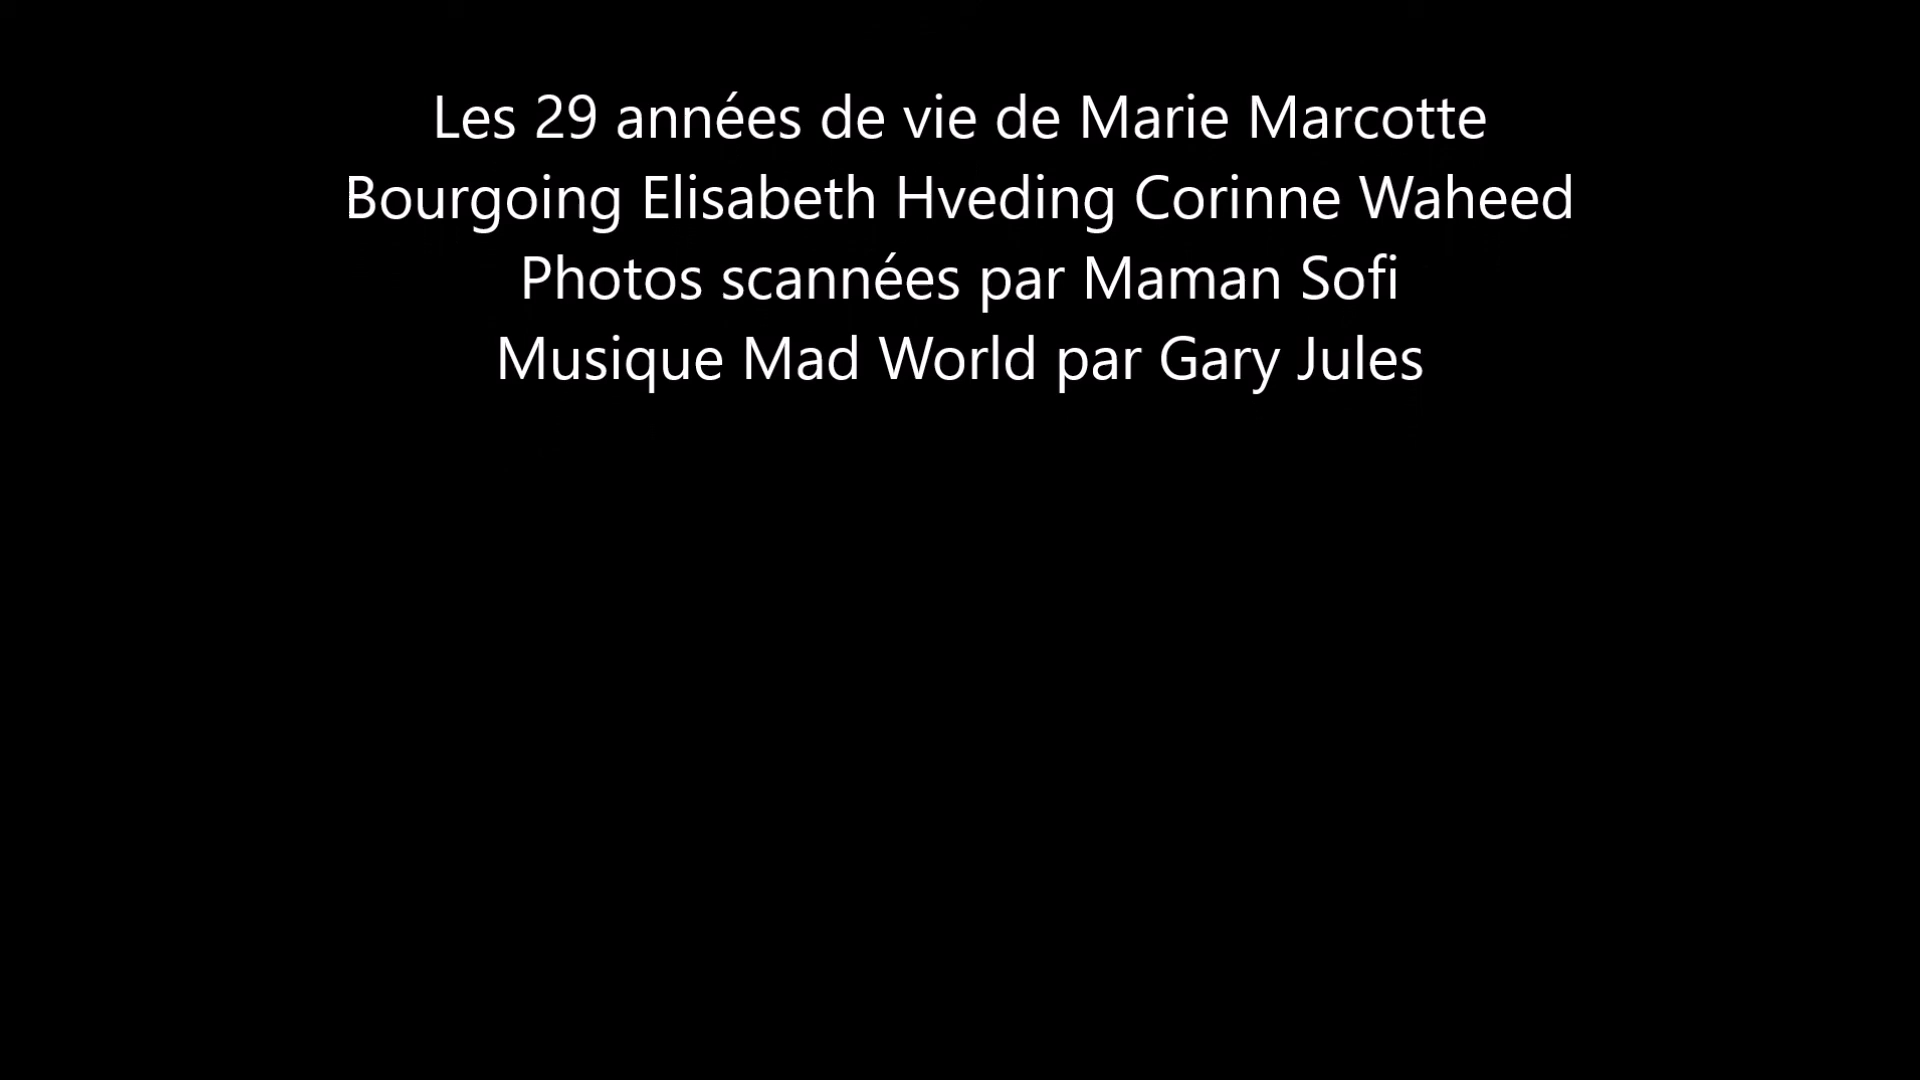 Les 29 années de vie de Marie Marcotte
Bourgoing Elisabeth Hveding Corinne Waheed
Photos scannées par Maman Sofi
Musique Mad World par Gary Jules